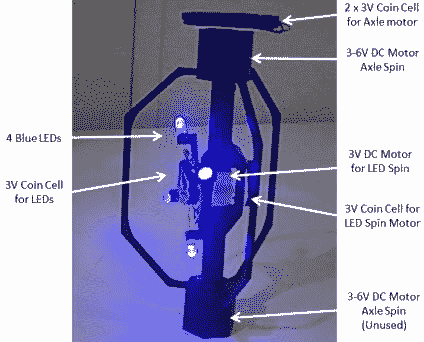 2 x 3V Coin Cell
for Axle motor
3-6V DC Motor
Axle Spin
4 Blue LEDs
3V Coin Cell
for LEDs
3V DC Motor
for LED Spin
3V Coin Cell for
LED Spin Motor
3-6V DC Motor
Axle Spin
(Unused)